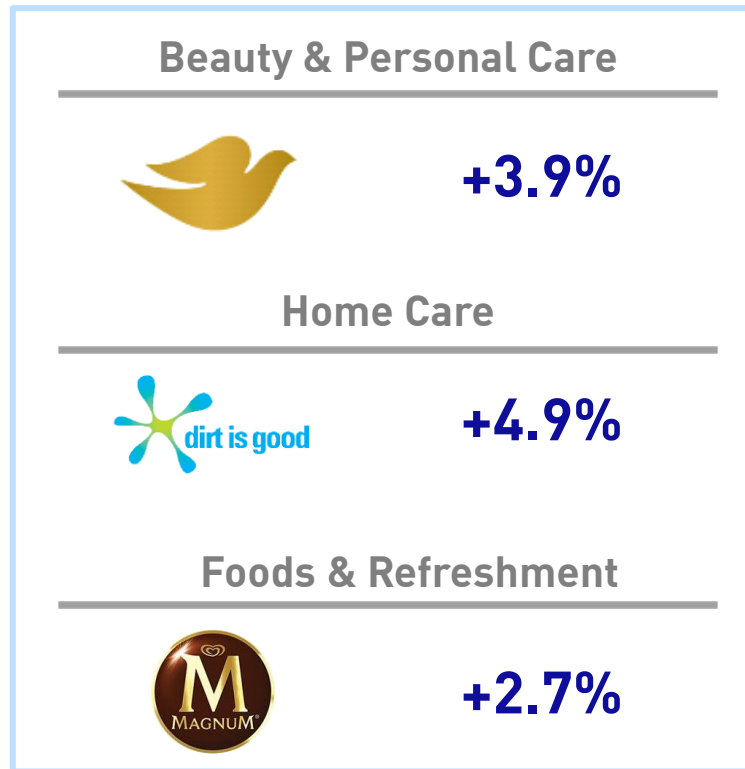 Beauty & Personal Care
+3.9%
Home Care
dirt is good
+4.9%
Foods & Refreshment
M
MAGNUM
+2.7%